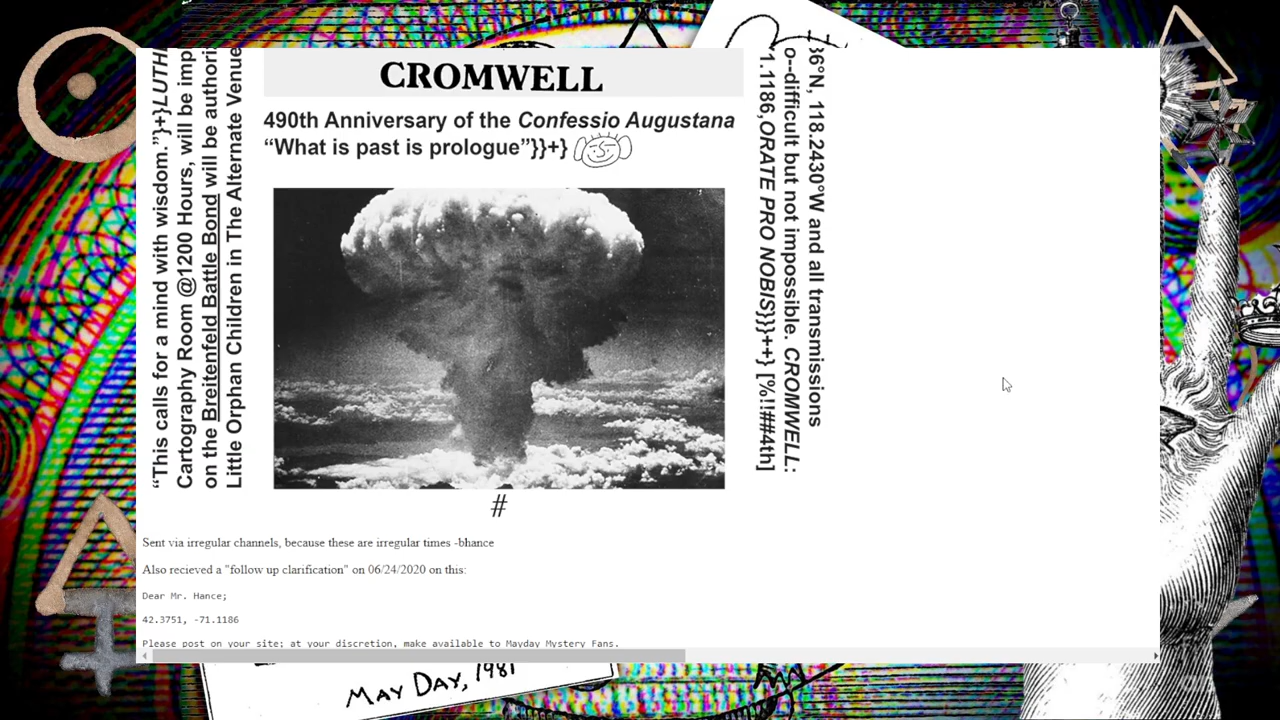 CROMWELL
490th Anniversary of the Confessio Augustana
“What is past is prologue”}}+}
“This calls for a mind with wisdom.”}+}LUTH
Cartography Room @1200 Hours, will be imp
on the Breitenfeld Battle Bond will be authori
Little Orphan Children in The Alternate Venue
36°N, 118.2430°W and all transmissions
o--difficult but not impossible. CROMWELL:
1.1186,ORATE PRO NOBIS}}}++} [%!!##4th]
#
Sent via irregular channels, because these are irregular times -bhance
Also recieved a "follow up clarification" on 06/24/2020 on this:
Dear Mr. Hance;
42.3751, -71.1186
Please post on your site; at your discretion, make available to Mayday Mystery Fans.
MAY DAY, 1981